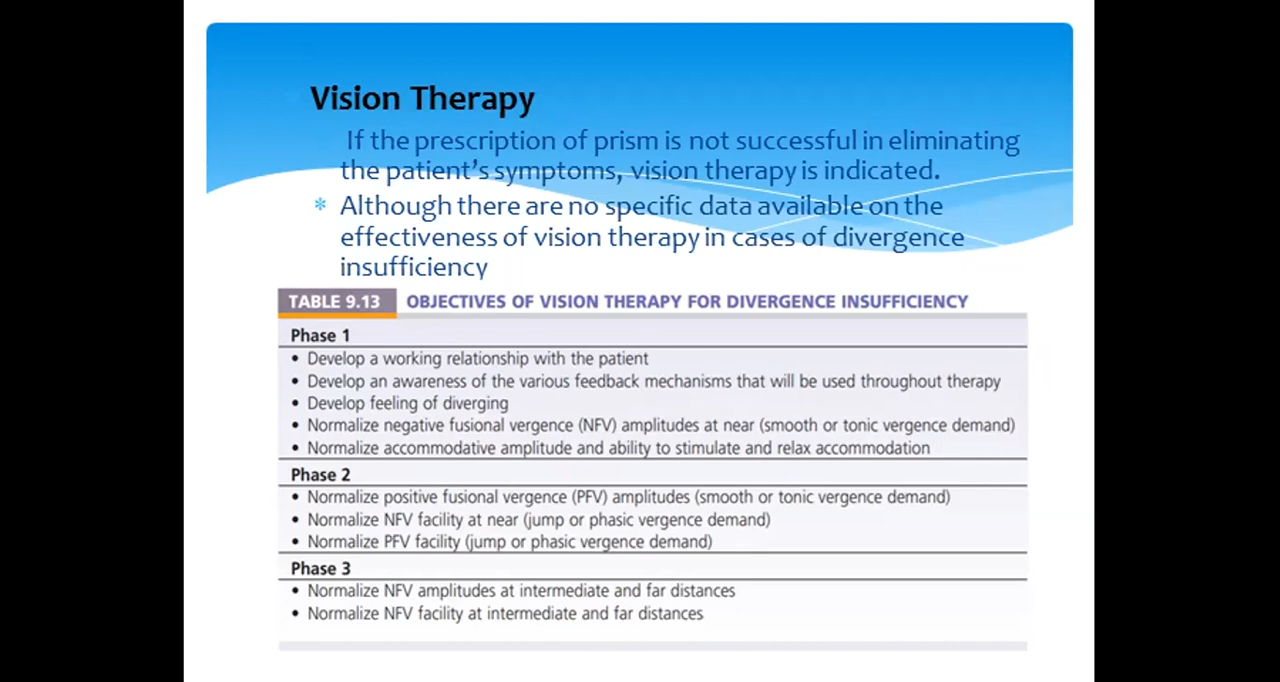 Vision Therapy
If the prescription of prism is not successful in eliminating
the patient's symptoms, vision therapy is indicated.
* Although there are no specific data available on the
effectiveness of vision therapy in cases of divergence
insufficiency
TABLE 9.13 OBJECTIVES OF VISION THERAPY FOR DIVERGENCE INSUFFICIENCY
Phase 1
• Develop a working relationship with the patient
• Develop an awareness of the various feedback mechanisms that will be used throughout therapy
• Develop feeling of diverging
• Normalize negative fusional vergence (NFV) amplitudes at near (smooth or tonic vergence demand)
• Normalize accommodative amplitude and ability to stimulate and relax accommodation
Phase 2
• Normalize positive fusional vergence (PFV) amplitudes (smooth or tonic vergence demand)
• Normalize NFV facility at near (jump or phasic vergence demand)
• Normalize PFV facility (jump or phasic vergence demand)
Phase 3
• Normalize NFV amplitudes at intermediate and far distances
• Normalize NFV facility at intermediate and far distances